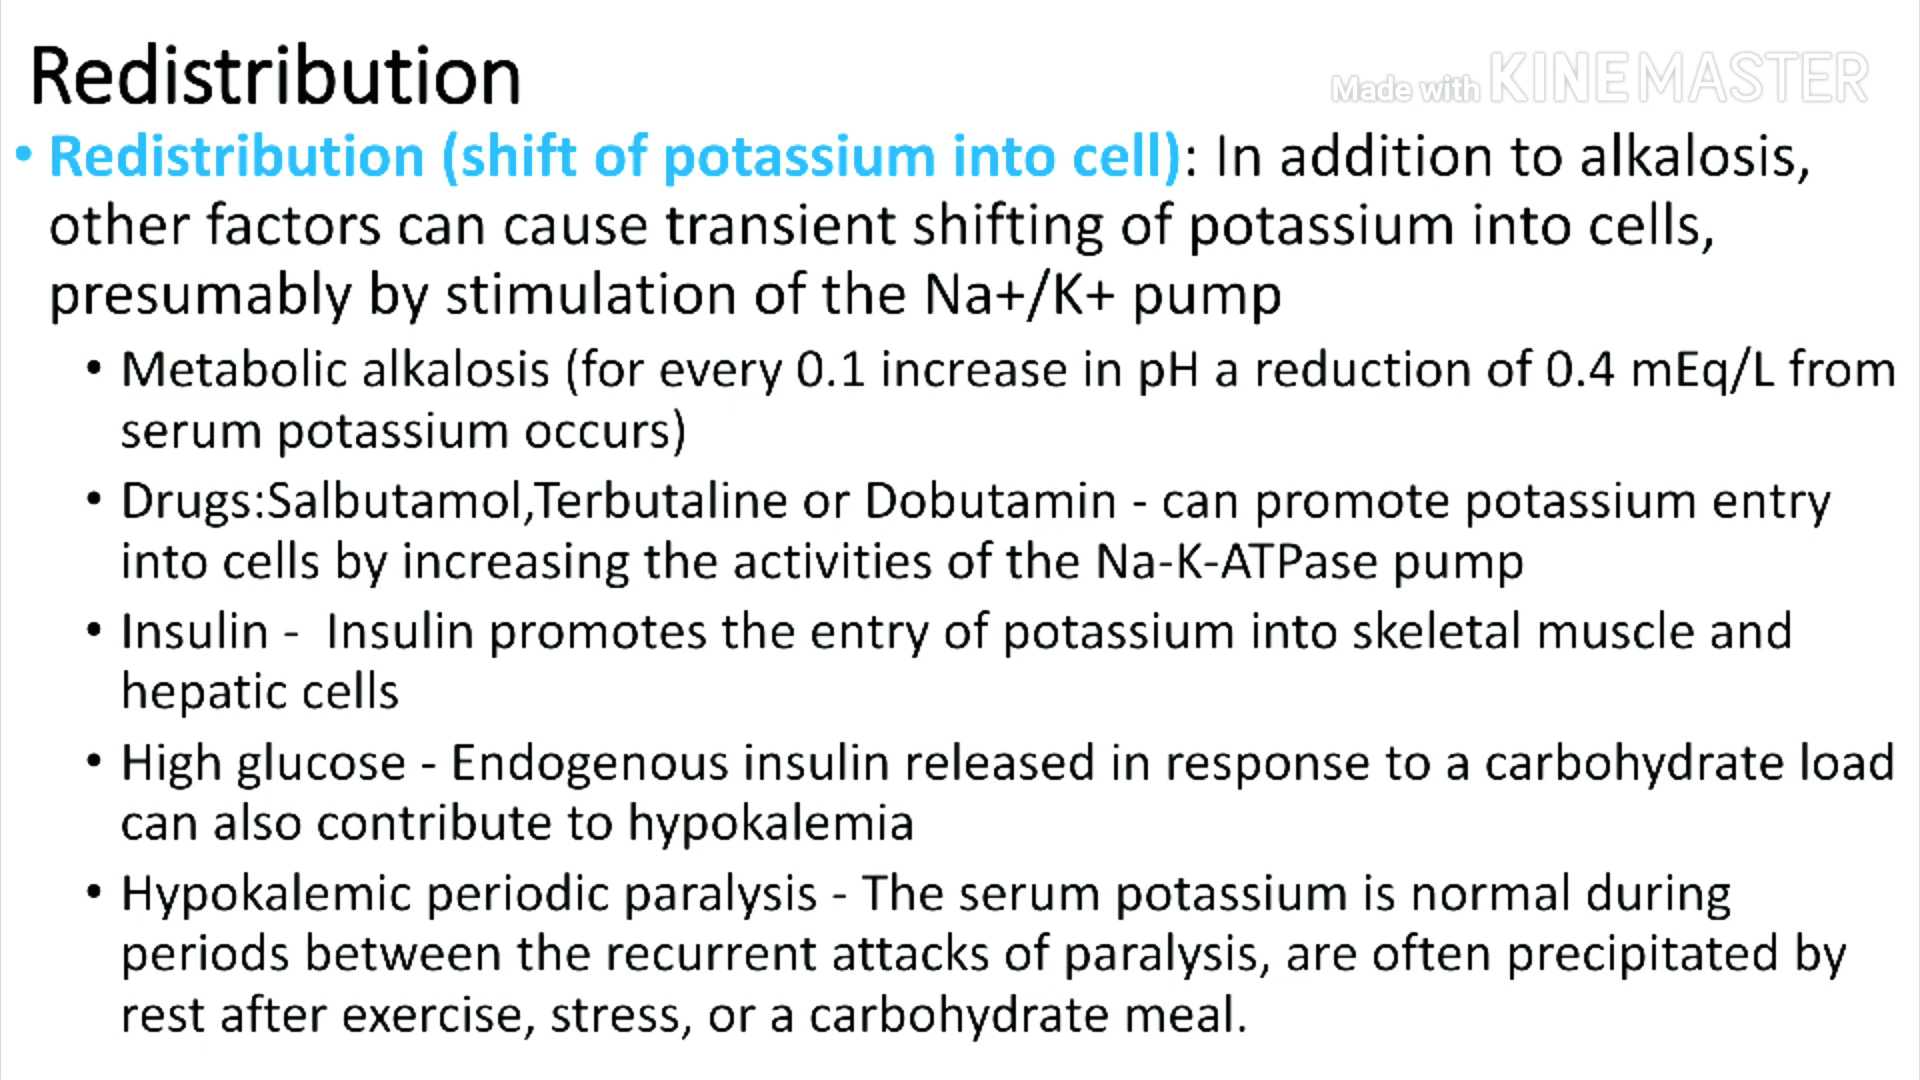 Redistribution
Made with KINEMASTER
• Redistribution (shift of potassium into cell): In addition to alkalosis,
other factors can cause transient shifting of potassium into cells,
presumably by stimulation of the Na+/K+ pump
• Metabolic alkalosis (for every 0.1 increase in pH a reduction of 0.4 mEq/L from
serum potassium occurs)
• Drugs:Salbutamol,Terbutaline or Dobutamin - can promote potassium entry
into cells by increasing the activities of the Na-K-ATPase pump
• Insulin -  Insulin promotes the entry of potassium into skeletal muscle and
hepatic cells
• High glucose - Endogenous insulin released in response to a carbohydrate load
can also contribute to hypokalemia
• Hypokalemic periodic paralysis - The serum potassium is normal during
periods between the recurrent attacks of paralysis, are often precipitated by
rest after exercise, stress, or a carbohydrate meal.